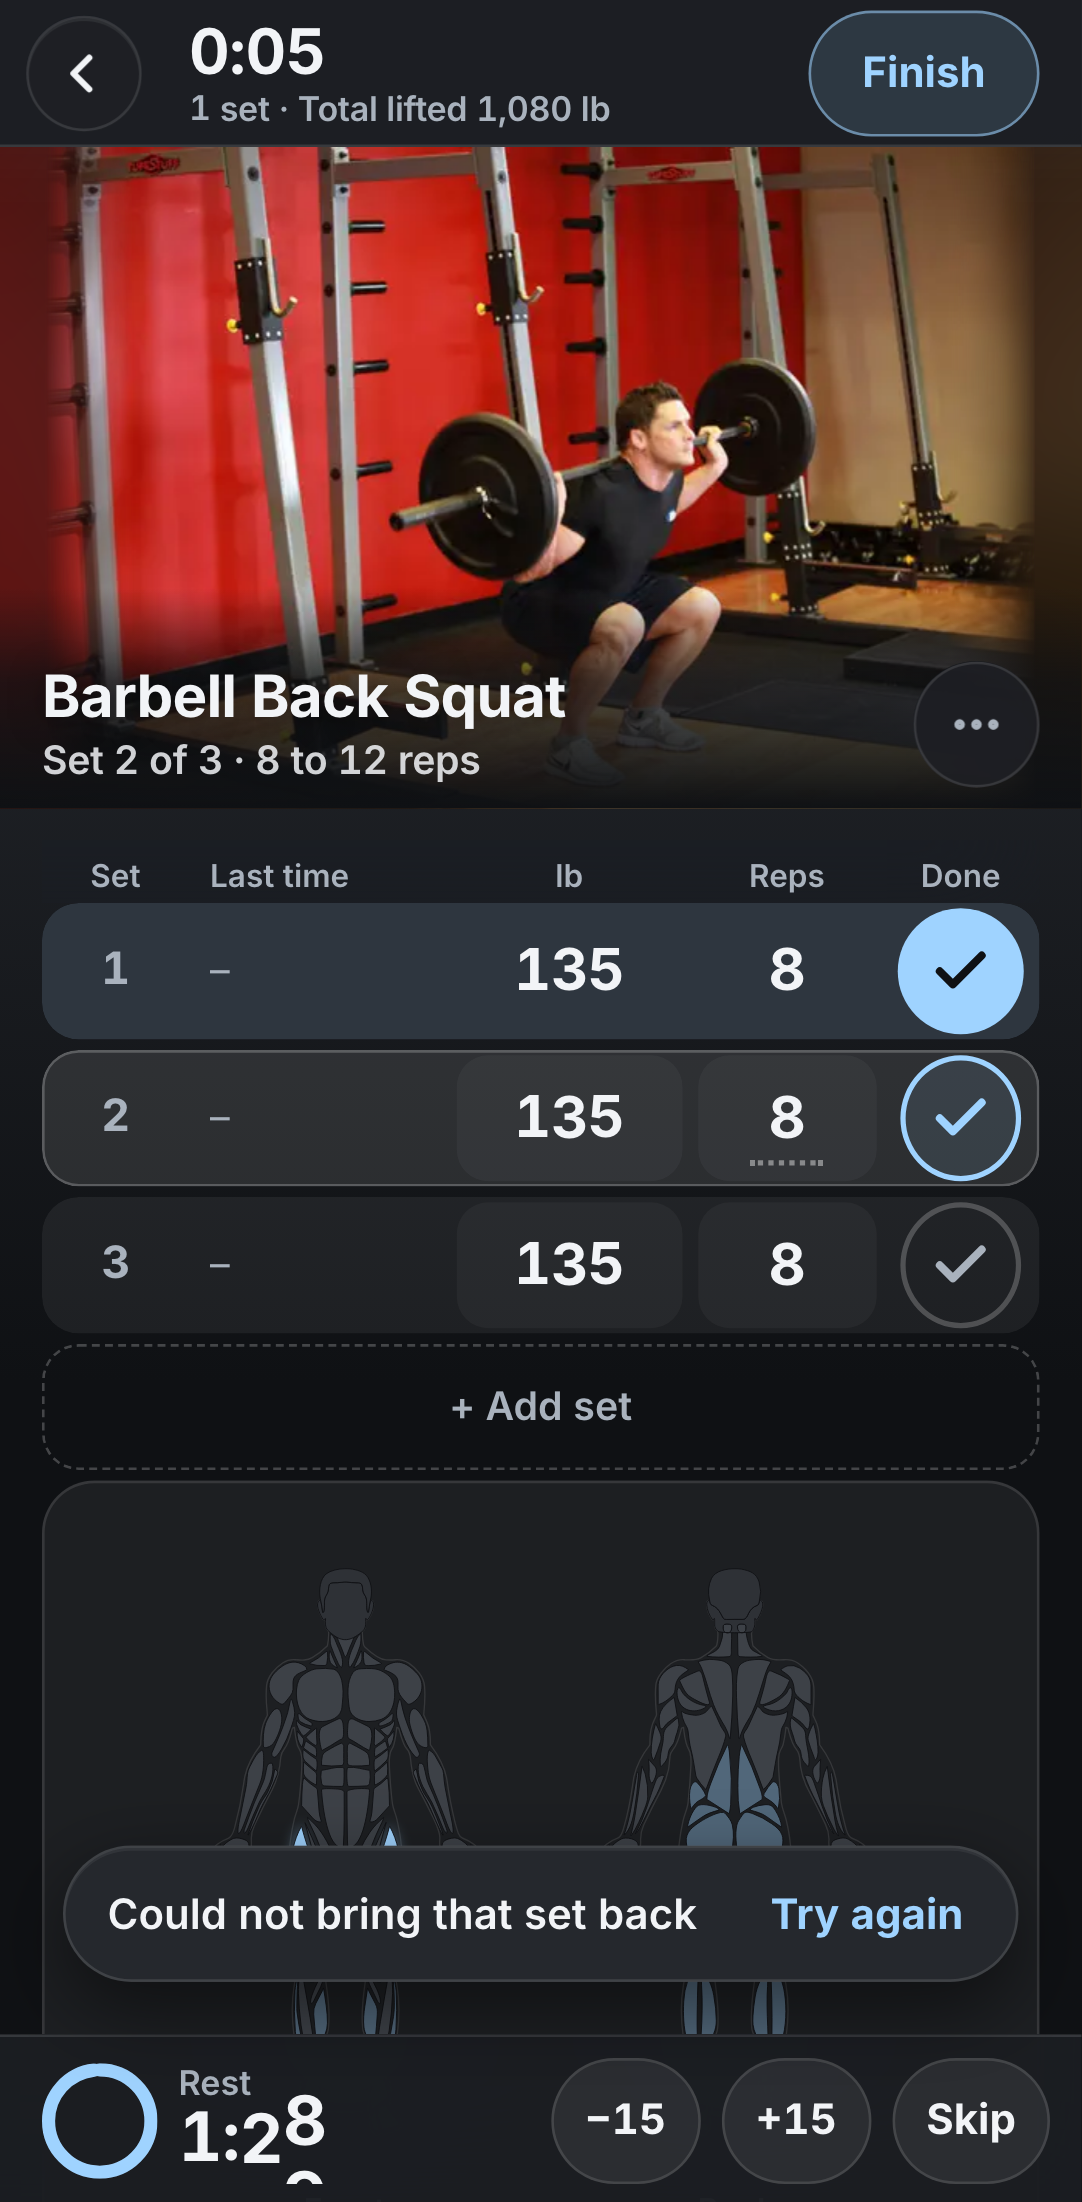 0:05
1 set · Total lifted 1,080 lb
Finish
Barbell Back Squat
Set 2 of 3 · 8 to 12 reps
Set Last time lb Reps Done
1 – 135 8
2 – 135 8
3 – 135 8
+ Add set
Could not bring that set back Try again
Rest
1:28
−15 +15 Skip